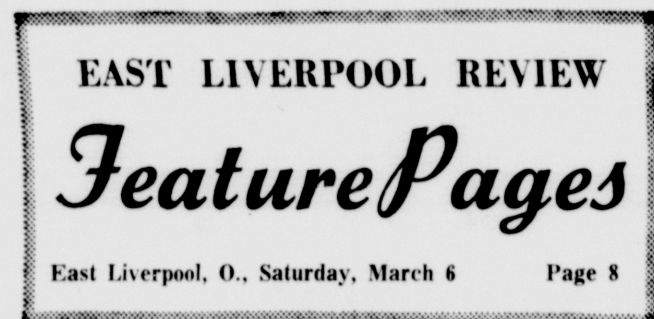 EAST LIVERPOOL REVIEW
Feature Pages
East Liverpool, O., Saturday, March 6 Page 8